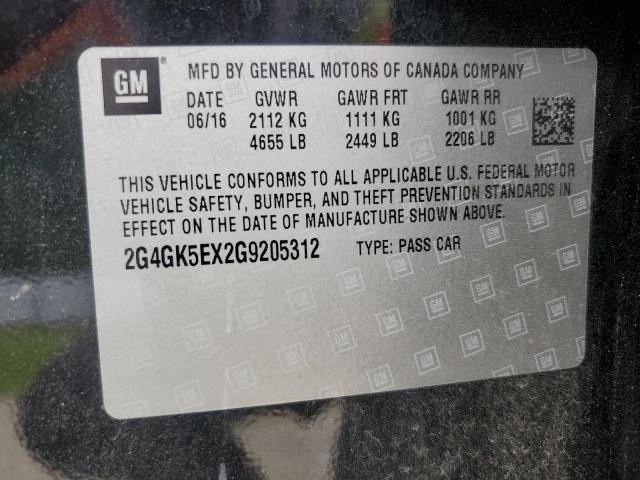 GM MFD BY GENERAL MOTORS OF CANADA COMPANY
DATE GVWR GAWR FRT GAWR RR
06/16 2112 KG 1111 KG 1001 KG
4655 LB 2449 LB 2206 LB
THIS VEHICLE CONFORMS TO ALL APPLICABLE U.S. FEDERAL MOTOR
VEHICLE SAFETY, BUMPER, AND THEFT PREVENTION STANDARDS IN
EFFECT ON THE DATE OF MANUFACTURE SHOWN ABOVE.
2G4GK5EX2G9205312 TYPE: PASS CAR